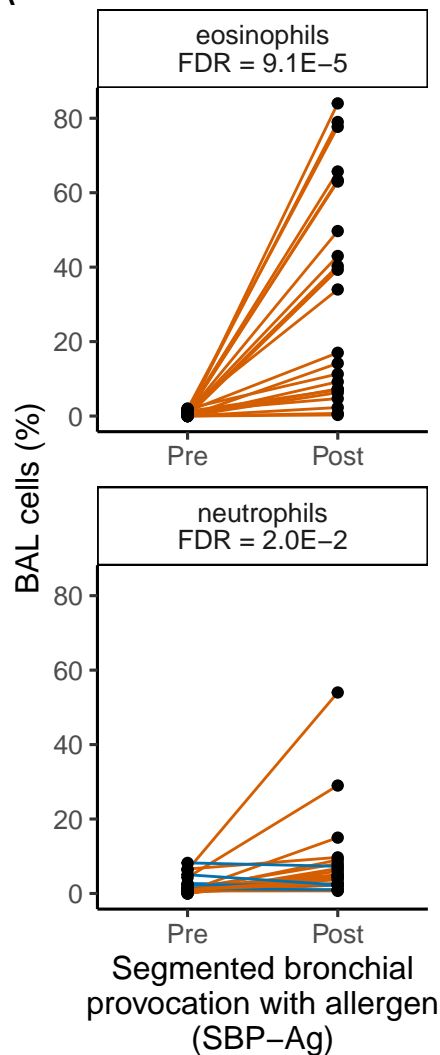 eosinophils
FDR = 9.1E−5
80
60
40
20
0
Pre
Post
BAL cells (%)
neutrophils
FDR = 2.0E−2
80
60
40
20
0
Pre
Post
Segmented bronchial
provocation with allergen
(SBP−Ag)